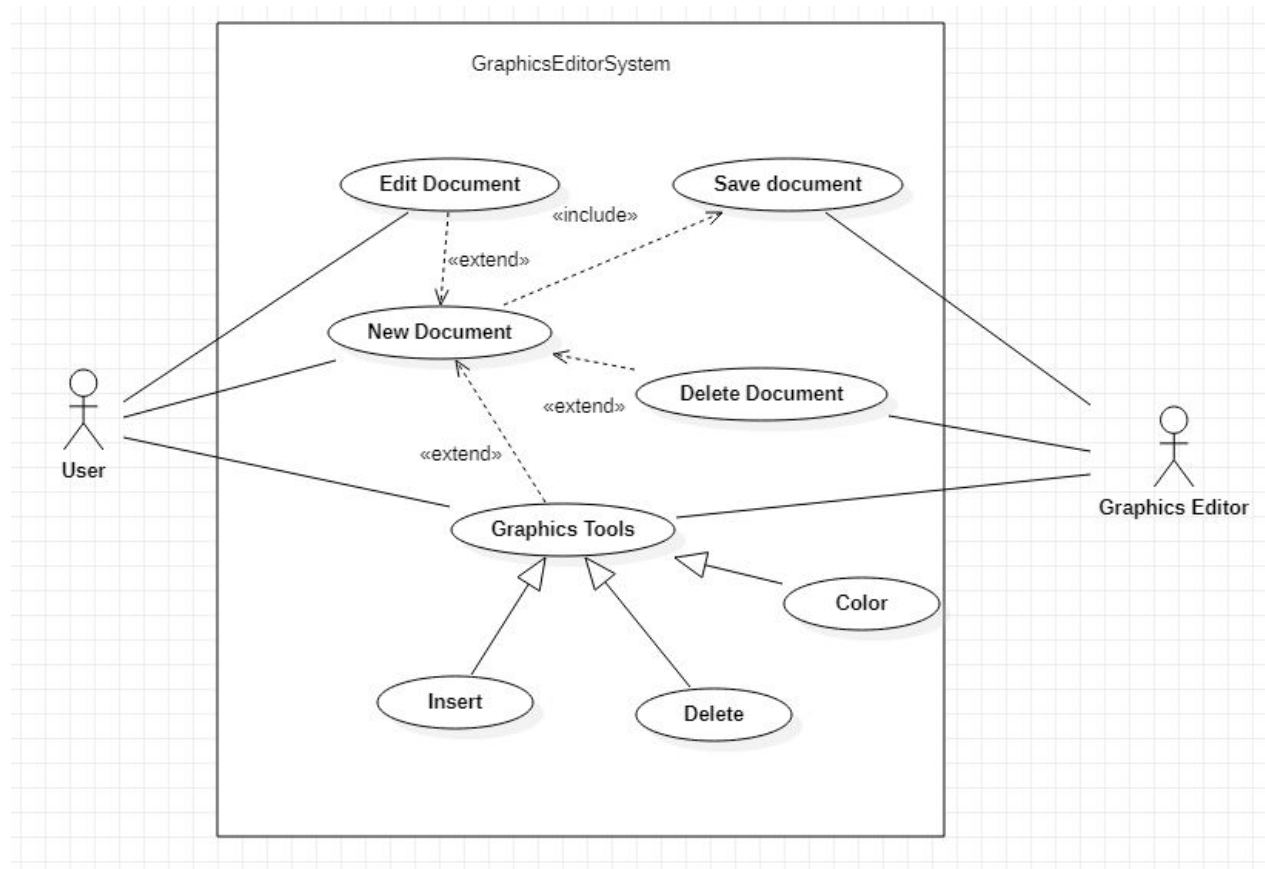 GraphicsEditorSystem
Edit Document
Save document
«include»
«extend»
New Document
Delete Document
«extend»
«extend»
User
Graphics Editor
Graphics Tools
Color
Insert
Delete